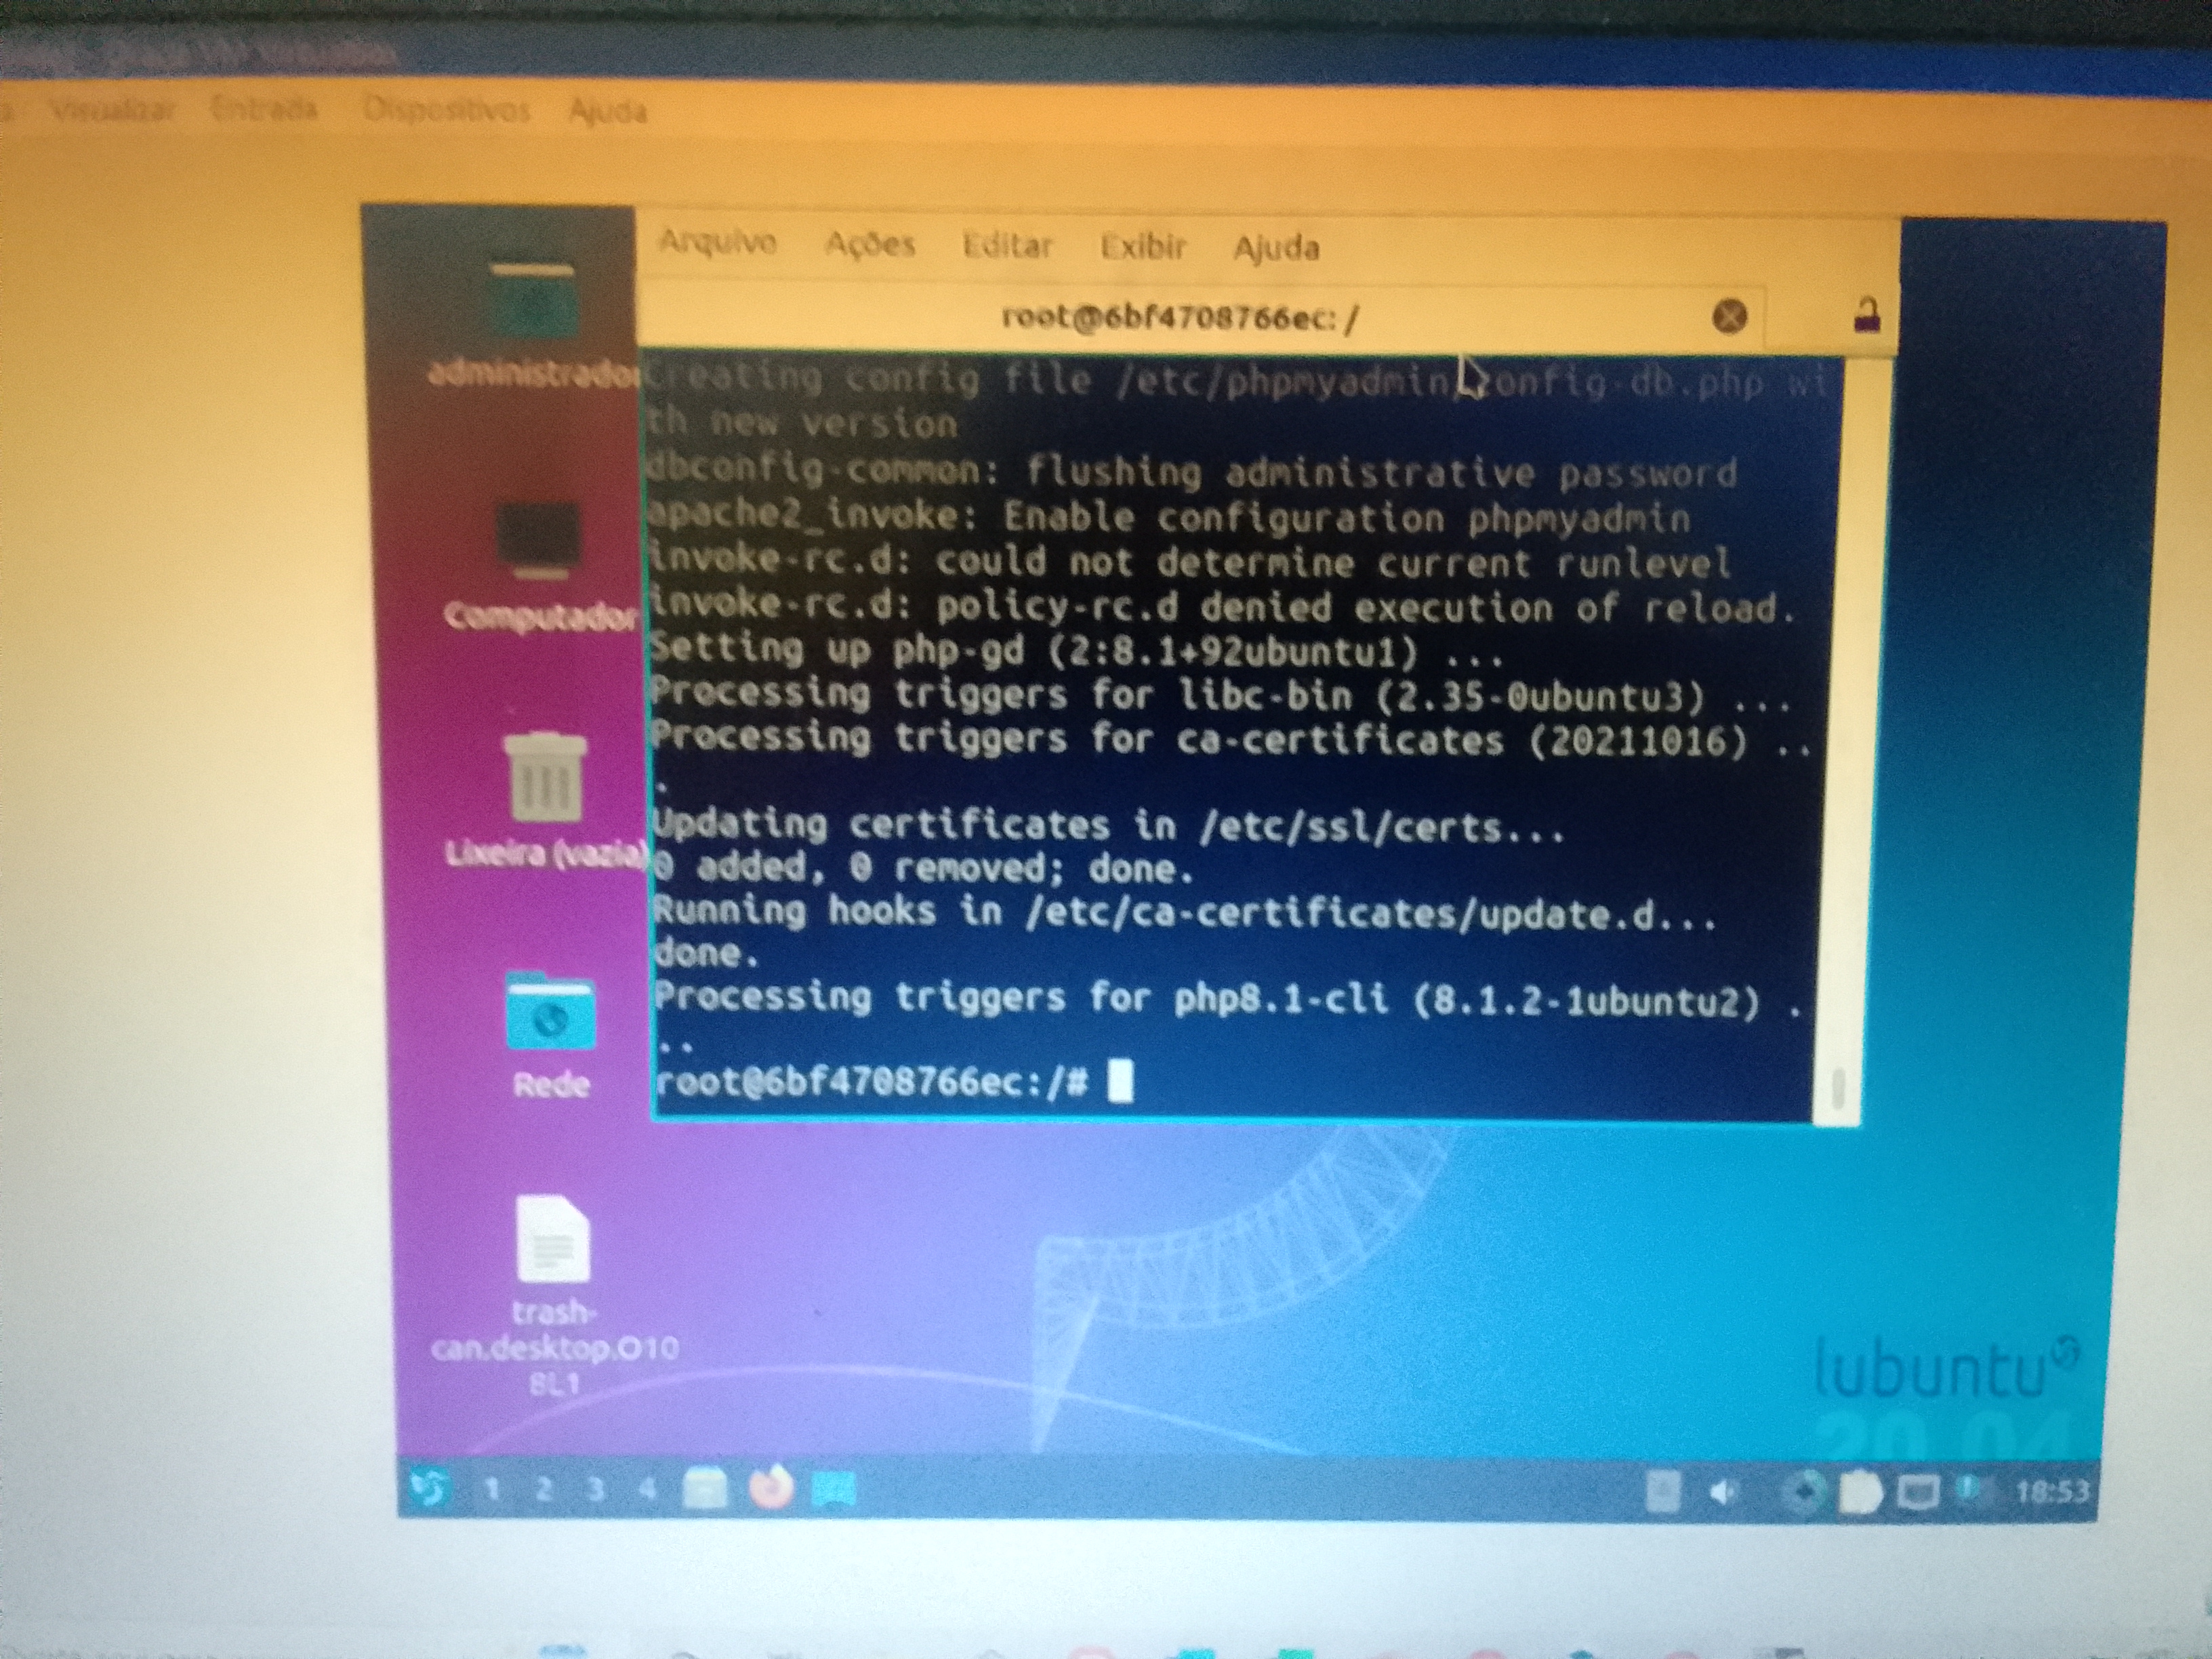 Visualizar Entrada Dispositivos Ajuda
Arquivo Ações Editar Exibir Ajuda
root@6bf4708766ec: /
administrador
Computador
Lixeira (vazia)
Rede
trash-
can.desktop.O10
8L1
Creating config file /etc/phpmyadmin/config-db.php wi
th new version
dbconfig-common: flushing administrative password
apache2_invoke: Enable configuration phpmyadmin
invoke-rc.d: could not determine current runlevel
invoke-rc.d: policy-rc.d denied execution of reload.
Setting up php-gd (2:8.1+92ubuntu1) ...
Processing triggers for libc-bin (2.35-0ubuntu3) ...
Processing triggers for ca-certificates (20211016) ..
.
Updating certificates in /etc/ssl/certs...
0 added, 0 removed; done.
Running hooks in /etc/ca-certificates/update.d...
done.
Processing triggers for php8.1-cli (8.1.2-1ubuntu2) .
..
root@6bf4708766ec:/#
lubuntu
20.04
1 2 3 4
18:53